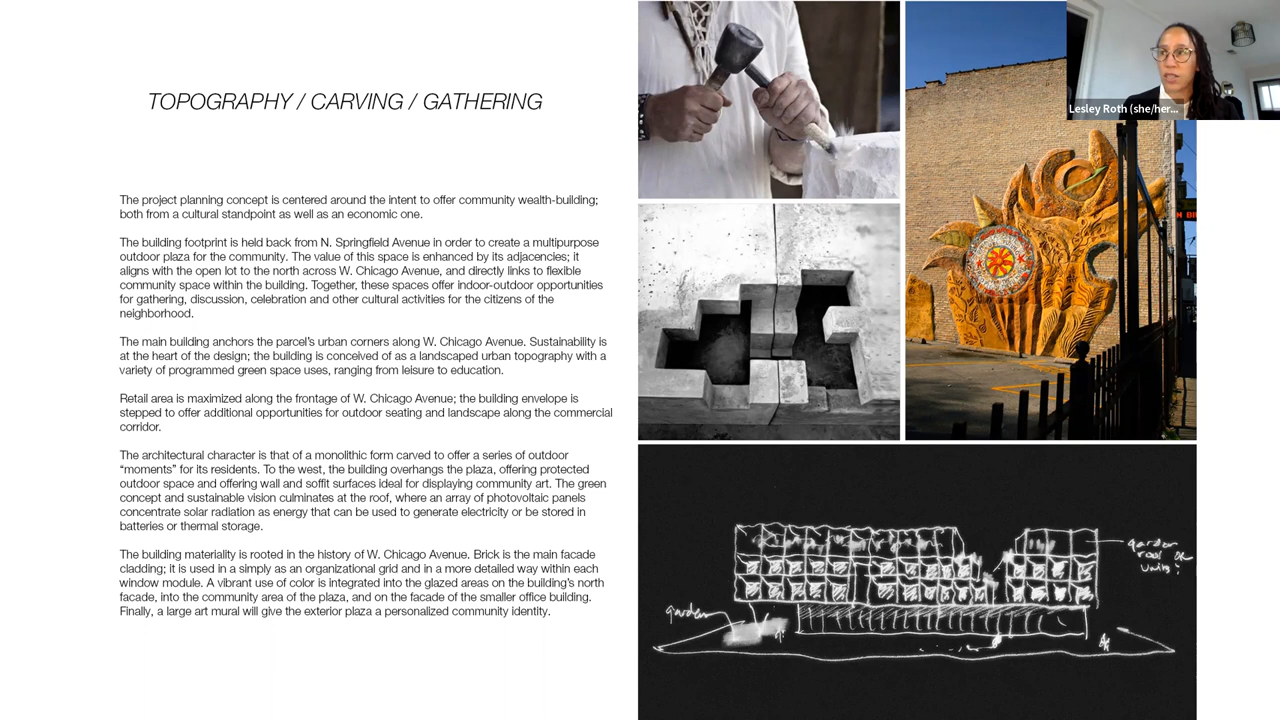 TOPOGRAPHY / CARVING / GATHERING
The project planning concept is centered around the intent to offer community wealth-building;
both from a cultural standpoint as well as an economic one.
The building footprint is held back from N. Springfield Avenue in order to create a multipurpose
outdoor plaza for the community. The value of this space is enhanced by its adjacencies; it
aligns with the open lot to the north across W. Chicago Avenue, and directly links to flexible
community space within the building. Together, these spaces offer indoor-outdoor opportunities
for gathering, discussion, celebration and other cultural activities for the citizens of the
neighborhood.
The main building anchors the parcel's urban corners along W. Chicago Avenue. Sustainability is
at the heart of the design; the building is conceived of as a landscaped urban topography with a
variety of programmed green space uses, ranging from leisure to education.
Retail area is maximized along the frontage of W. Chicago Avenue; the building envelope is
stepped to offer additional opportunities for outdoor seating and landscape along the commercial
corridor.
The architectural character is that of a monolithic form carved to offer a series of outdoor
“moments” for its residents. To the west, the building overhangs the plaza, offering protected
outdoor space and offering wall and soffit surfaces ideal for displaying community art. The green
concept and sustainable vision culminates at the roof, where an array of photovoltaic panels
concentrate solar radiation as energy that can be used to generate electricity or be stored in
batteries or thermal storage.
The building materiality is rooted in the history of W. Chicago Avenue. Brick is the main facade
cladding; it is used in a simply as an organizational grid and in a more detailed way within each
window module. A vibrant use of color is integrated into the glazed areas on the building's north
facade, into the community area of the plaza, and on the facade of the smaller office building.
Finally, a large art mural will give the exterior plaza a personalized community identity.
Lesley Roth (she/her...
N BI
garden
roof or
units?
garden